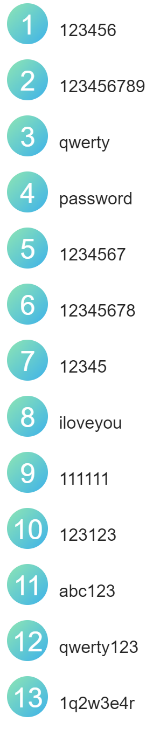 1 123456
2 123456789
3 qwerty
4 password
5 1234567
6 12345678
7 12345
8 iloveyou
9 111111
10 123123
11 abc123
12 qwerty123
13 1q2w3e4r